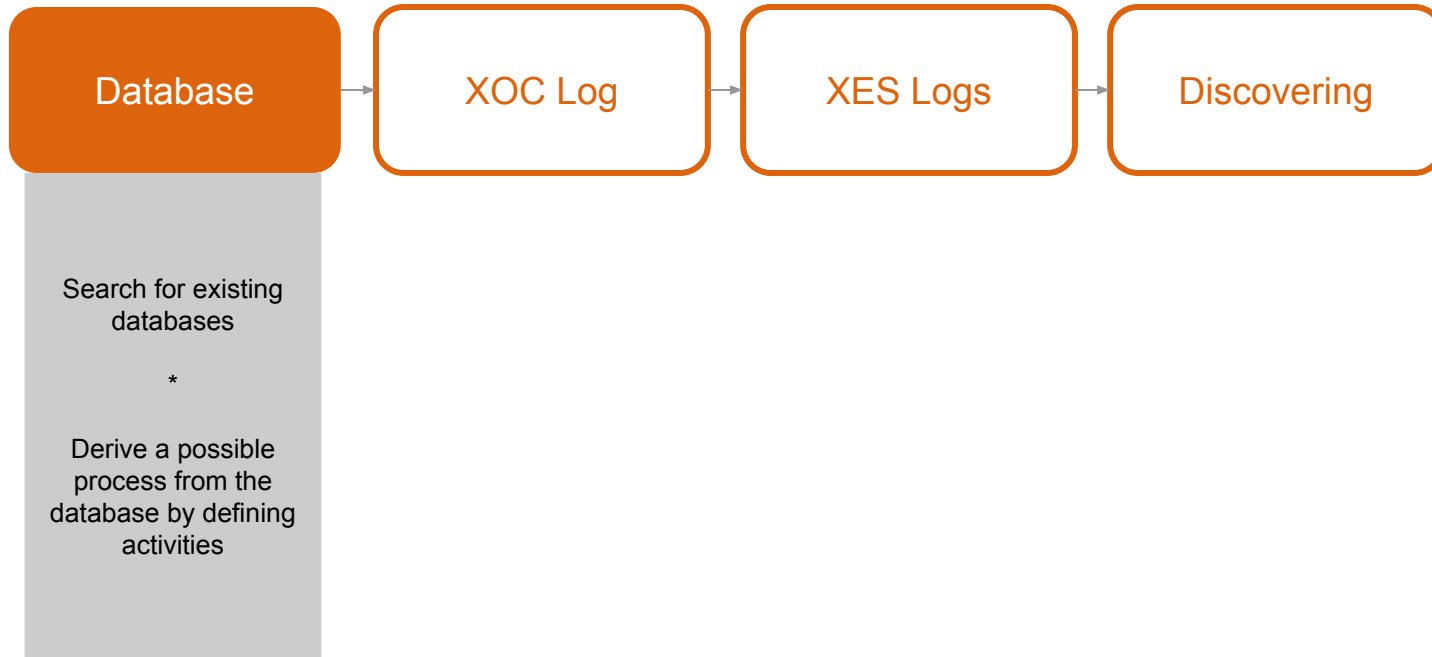 Database
XOC Log
XES Logs
Discovering
Search for existing
databases
*
Derive a possible
process from the
database by defining
activities